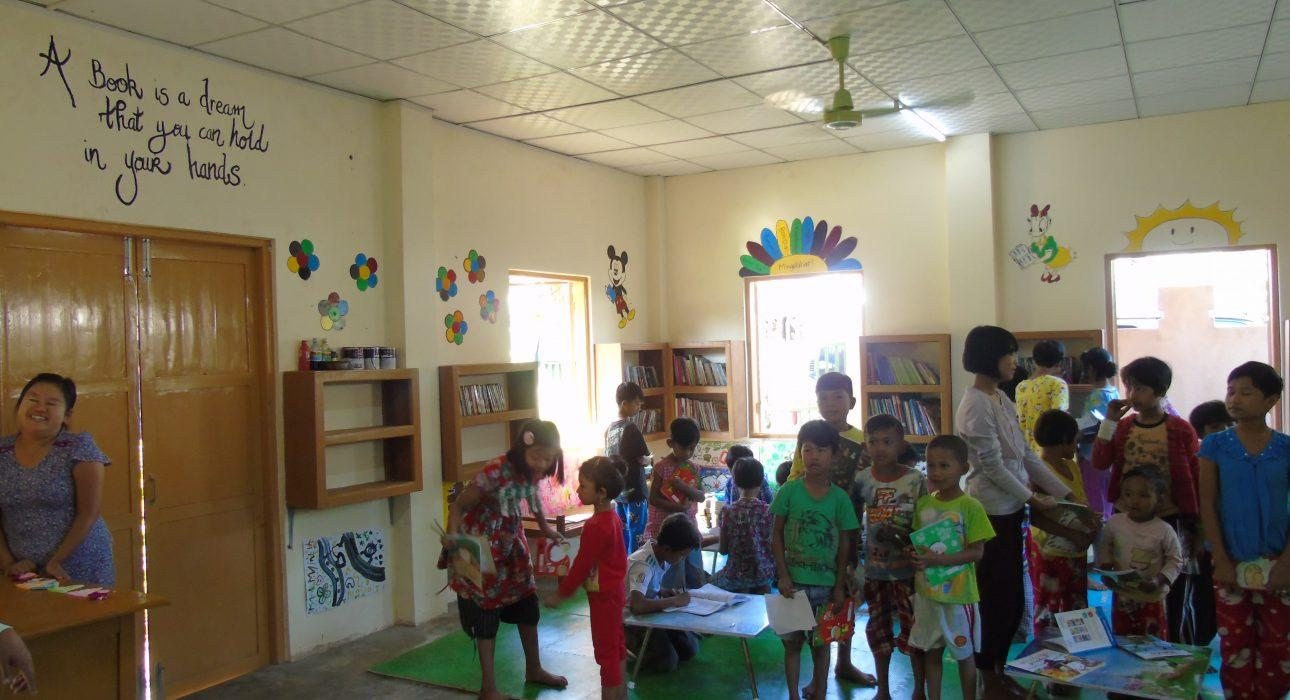 A Book is a dream
that you can hold
in your hands.